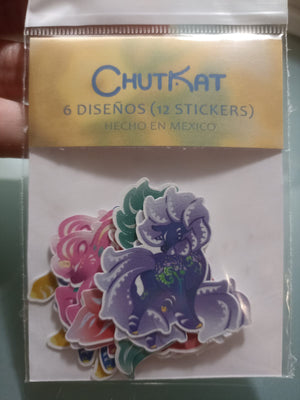 CHUTKAT
6 DISEÑOS (12 STICKERS)
HECHO EN MEXICO